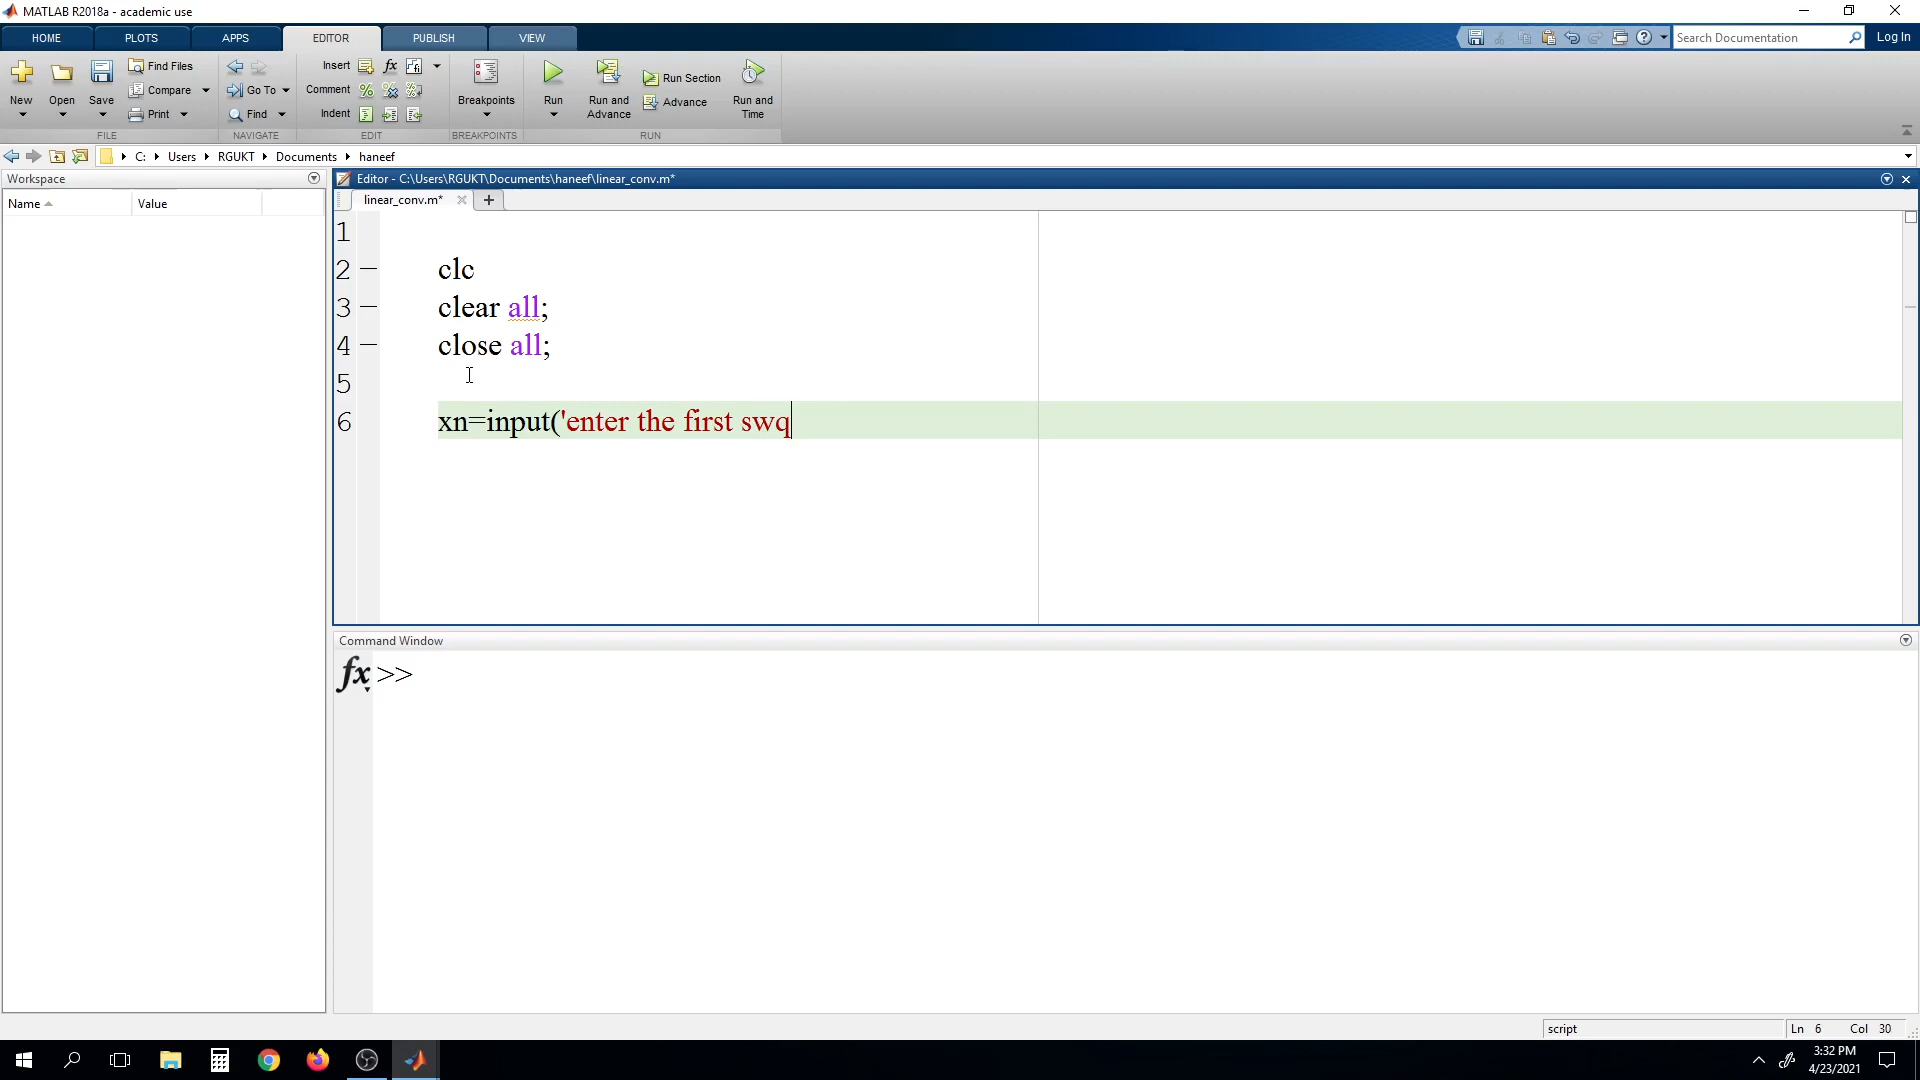 MATLAB R2018a - academic use
HOME PLOTS APPS EDITOR PUBLISH VIEW
Search Documentation Log In
New Open Save Find Files Compare Print
Go To Find
Insert fx Comment Indent
Breakpoints
Run Run and Advance Run Section Advance Run and Time
FILE NAVIGATE EDIT BREAKPOINTS RUN
C: Users RGUKT Documents haneef
Workspace
Name Value
Editor - C:\Users\RGUKT\Documents\haneef\linear_conv.m*
linear_conv.m*
1
2 clc
3 clear all;
4 close all;
5
6 xn=input('enter the first swq
Command Window
fx >>
script Ln 6 Col 30
3:32 PM
4/23/2021